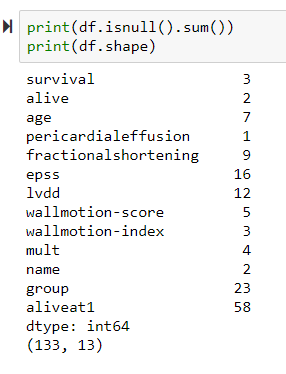 print(df.isnull().sum())
print(df.shape)
survival 3
alive 2
age 7
pericardialeffusion 1
fractionalshortening 9
epss 16
lvdd 12
wallmotion-score 5
wallmotion-index 3
mult 4
name 2
group 23
aliveat1 58
dtype: int64
(133, 13)